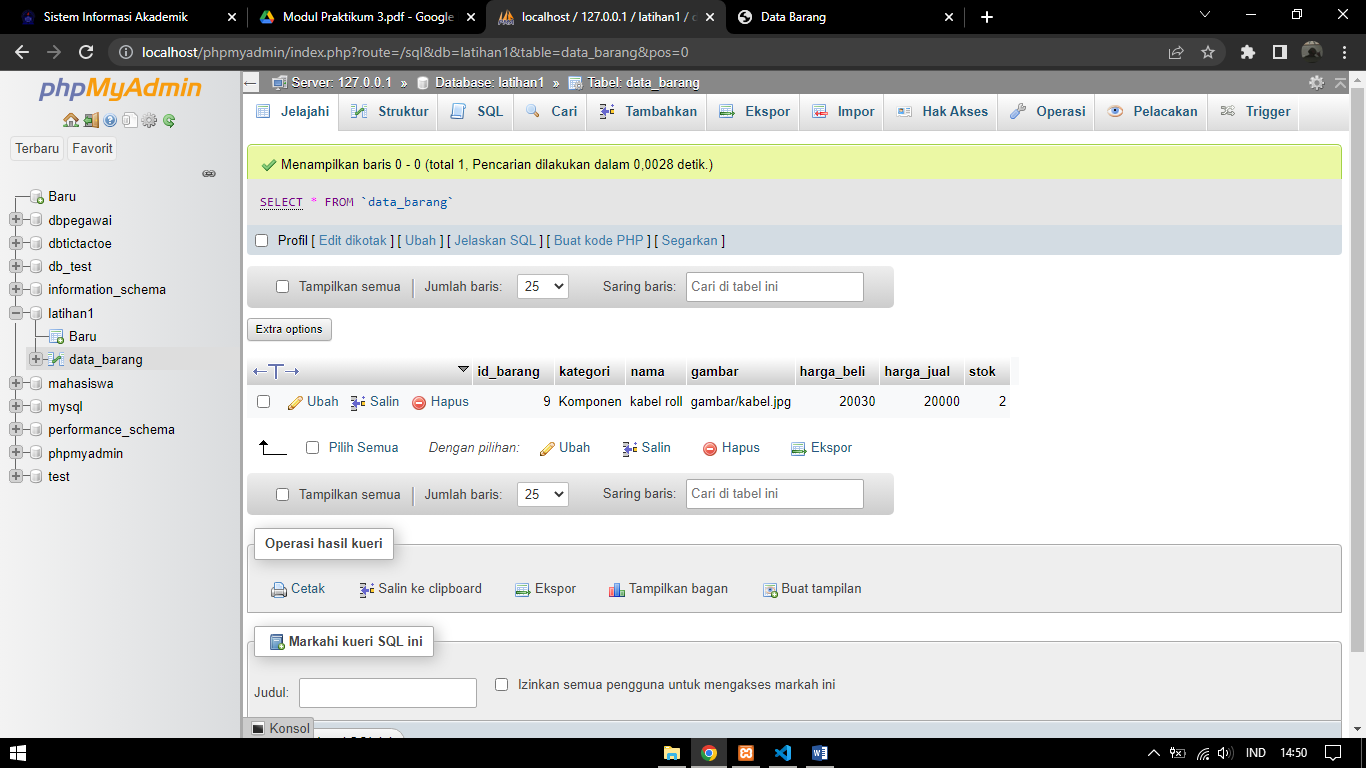 Sistem Informasi Akademik
Modul Praktikum 3.pdf - Google
localhost / 127.0.0.1 / latihan1 / d
Data Barang
localhost/phpmyadmin/index.php?route=/sql&db=latihan1&table=data_barang&pos=0
phpMyAdmin
Terbaru Favorit
Baru
dbpegawai
dbtictactoe
db_test
information_schema
latihan1
Baru
data_barang
mahasiswa
mysql
performance_schema
phpmyadmin
test
Server: 127.0.0.1 » Database: latihan1 » Tabel: data_barang
Jelajahi Struktur SQL Cari Tambahkan Ekspor Impor Hak Akses Operasi Pelacakan Trigger
Menampilkan baris 0 - 0 (total 1, Pencarian dilakukan dalam 0,0028 detik.)
SELECT * FROM `data_barang`
Profil [ Edit dikotak ] [ Ubah ] [ Jelaskan SQL ] [ Buat kode PHP ] [ Segarkan ]
Tampilkan semua Jumlah baris: 25 Saring baris: Cari di tabel ini
Extra options
←T→ id_barang kategori nama gambar harga_beli harga_jual stok
Ubah Salin Hapus 9 Komponen kabel roll gambar/kabel.jpg 20030 20000 2
Pilih Semua Dengan pilihan: Ubah Salin Hapus Ekspor
Tampilkan semua Jumlah baris: 25 Saring baris: Cari di tabel ini
Operasi hasil kueri
Cetak Salin ke clipboard Ekspor Tampilkan bagan Buat tampilan
Markahi kueri SQL ini
Judul: Izinkan semua pengguna untuk mengakses markah ini
Konsol
IND 14:50